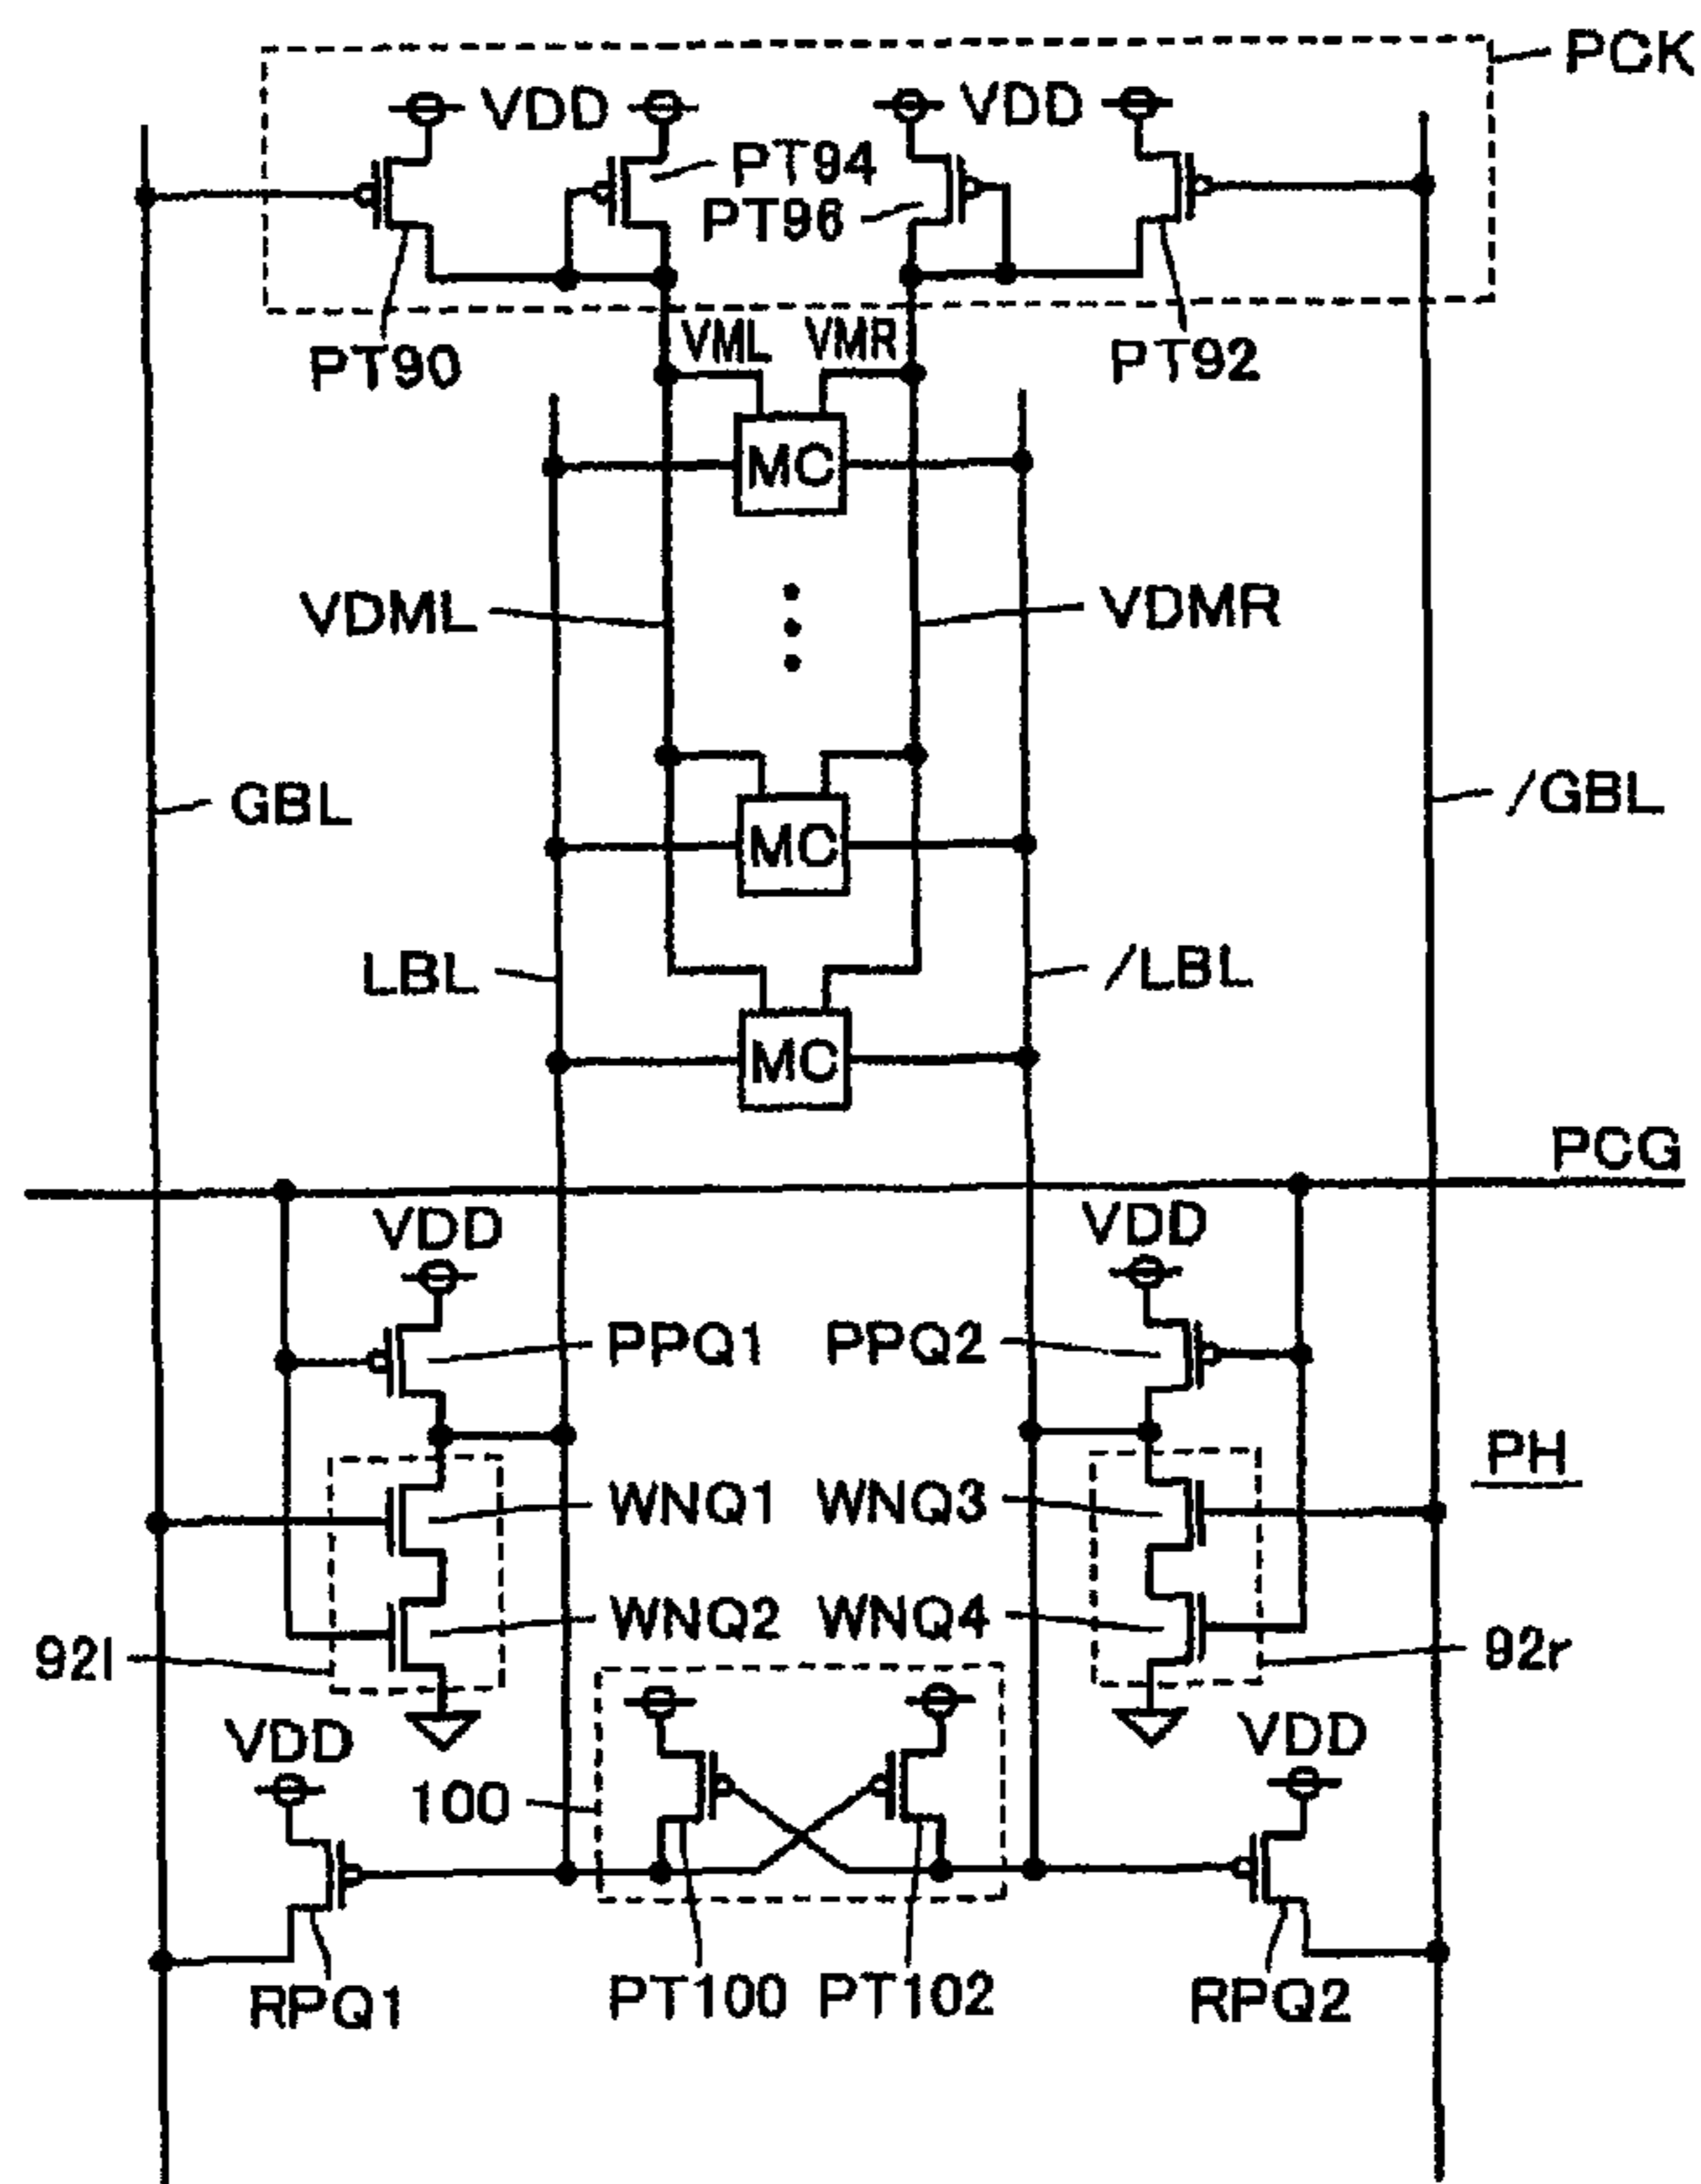 PCK
VDD VDD
PT94
PT96
PT90
VML VMR
PT92
MC
VDML VDMR
GBL /GBL
MC
LBL /LBL
MC
PCG
VDD VDD
PPQ1 PPQ2
PH
WNQ1 WNQ3
WNQ2 WNQ4
92l 92r
VDD VDD
100
RPQ1 PT100 PT102 RPQ2